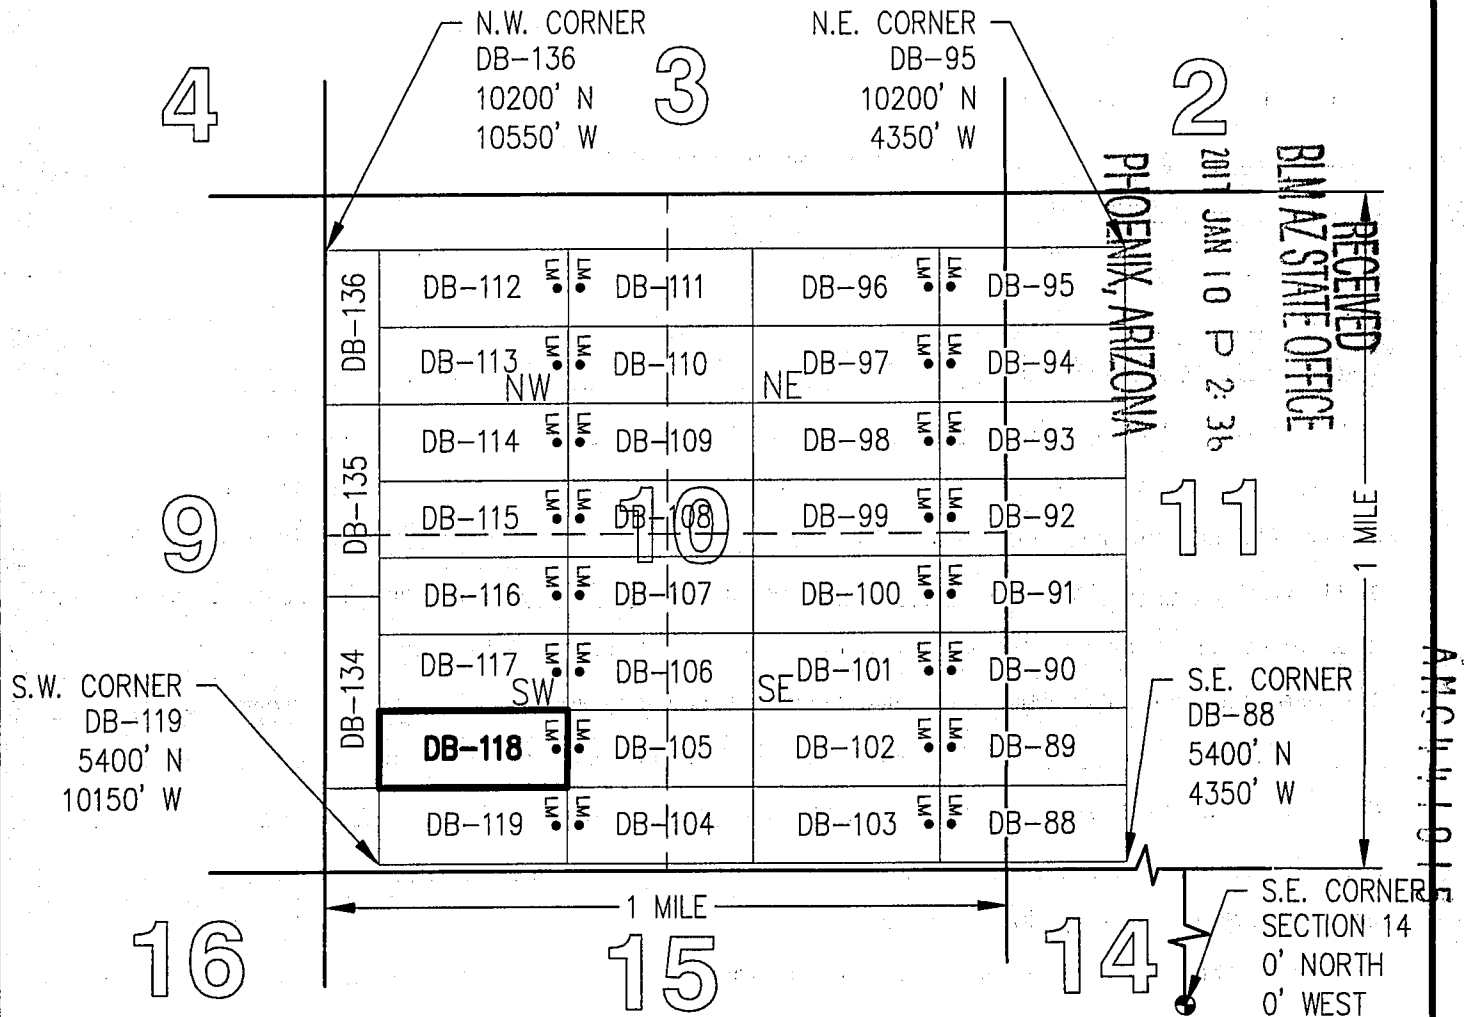 N.W. CORNER
DB-136
10200' N
10550' W
N.E. CORNER
DB-95
10200' N
4350' W
4
3
2
RECEIVED
BLM AZ STATE OFFICE
2017 JAN 10 P 2:36
PHOENIX, ARIZONA
DB-136
DB-112
LM
LM
DB-111
DB-96
LM
LM
DB-95
DB-113
LM
LM
DB-110
DB-97
LM
LM
DB-94
NW
NE
DB-135
DB-114
LM
LM
DB-109
DB-98
LM
LM
DB-93
9
DB-115
LM
LM
DB-108
10
DB-99
LM
LM
DB-92
11
1 MILE
DB-116
LM
LM
DB-107
DB-100
LM
LM
DB-91
DB-134
DB-117
LM
LM
DB-106
DB-101
LM
LM
DB-90
SW
SE
S.W. CORNER
DB-119
5400' N
10150' W
DB-118
LM
LM
DB-105
DB-102
LM
LM
DB-89
S.E. CORNER
DB-88
5400' N
4350' W
DB-119
LM
LM
DB-104
DB-103
LM
LM
DB-88
1 MILE
16
15
14
S.E. CORNER
SECTION 14
0' NORTH
0' WEST